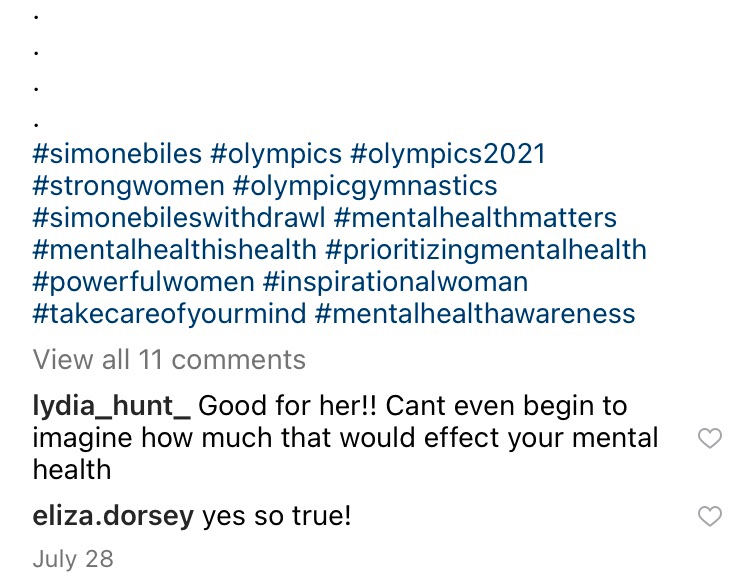 .
.
.
.
#simonebiles #olympics #olympics2021
#strongwomen #olympicgymnastics
#simonebileswithdrawl #mentalhealthmatters
#mentalhealthishealth #prioritizingmentalhealth
#powerfulwomen #inspirationalwoman
#takecareofyourmind #mentalhealthawareness
View all 11 comments
lydia_hunt_ Good for her!! Cant even begin to
imagine how much that would effect your mental
health
eliza.dorsey yes so true!
July 28